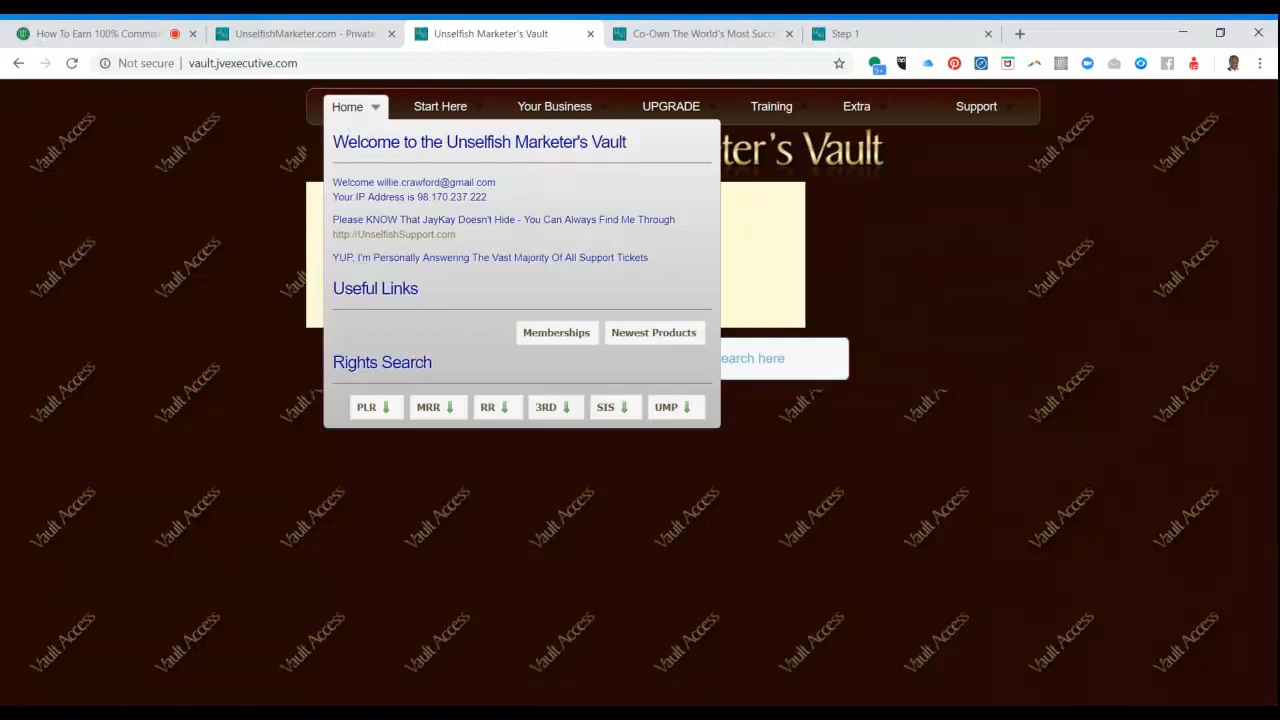 How To Earn 100% Commis
UnselfishMarketer.com - Private
Unselfish Marketer's Vault
Co-Own The World's Most Succ
Step 1
Not secure | vault.jvexecutive.com
9+
Home
Start Here
Your Business
UPGRADE
Training
Extra
Support
ter's Vault
Welcome to the Unselfish Marketer's Vault
Welcome willie.crawford@gmail.com
Your IP Address is 98.170.237.222
Please KNOW That JayKay Doesn't Hide - You Can Always Find Me Through
http://UnselfishSupport.com
YUP, I'm Personally Answering The Vast Majority Of All Support Tickets
Useful Links
Memberships
Newest Products
earch here
Rights Search
PLR
MRR
RR
3RD
SIS
UMP
Vault Access